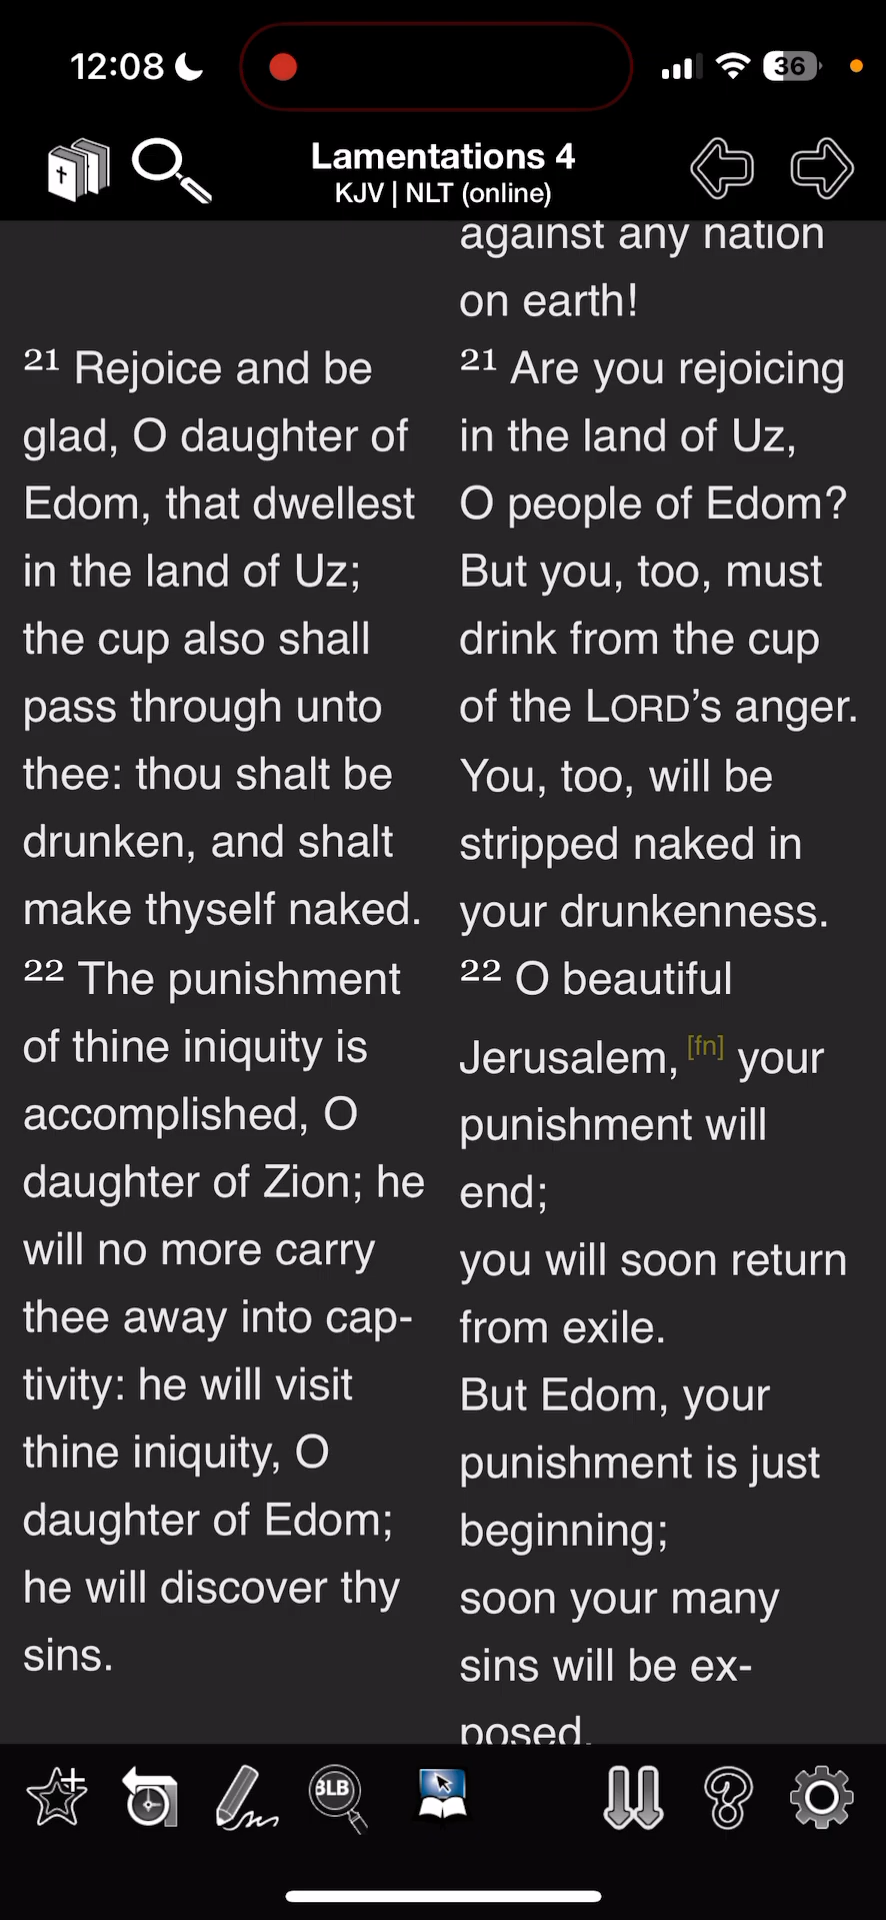 12:08
36
Lamentations 4
KJV | NLT (online)
against any nation
on earth!
21 Rejoice and be
glad, O daughter of
Edom, that dwellest
in the land of Uz;
the cup also shall
pass through unto
thee: thou shalt be
drunken, and shalt
make thyself naked.
22 The punishment
of thine iniquity is
accomplished, O
daughter of Zion; he
will no more carry
thee away into cap-
tivity: he will visit
thine iniquity, O
daughter of Edom;
he will discover thy
sins.
21 Are you rejoicing
in the land of Uz,
O people of Edom?
But you, too, must
drink from the cup
of the LORD’s anger.
You, too, will be
stripped naked in
your drunkenness.
22 O beautiful
Jerusalem, [fn] your
punishment will
end;
you will soon return
from exile.
But Edom, your
punishment is just
beginning;
soon your many
sins will be ex-
posed.
BLB